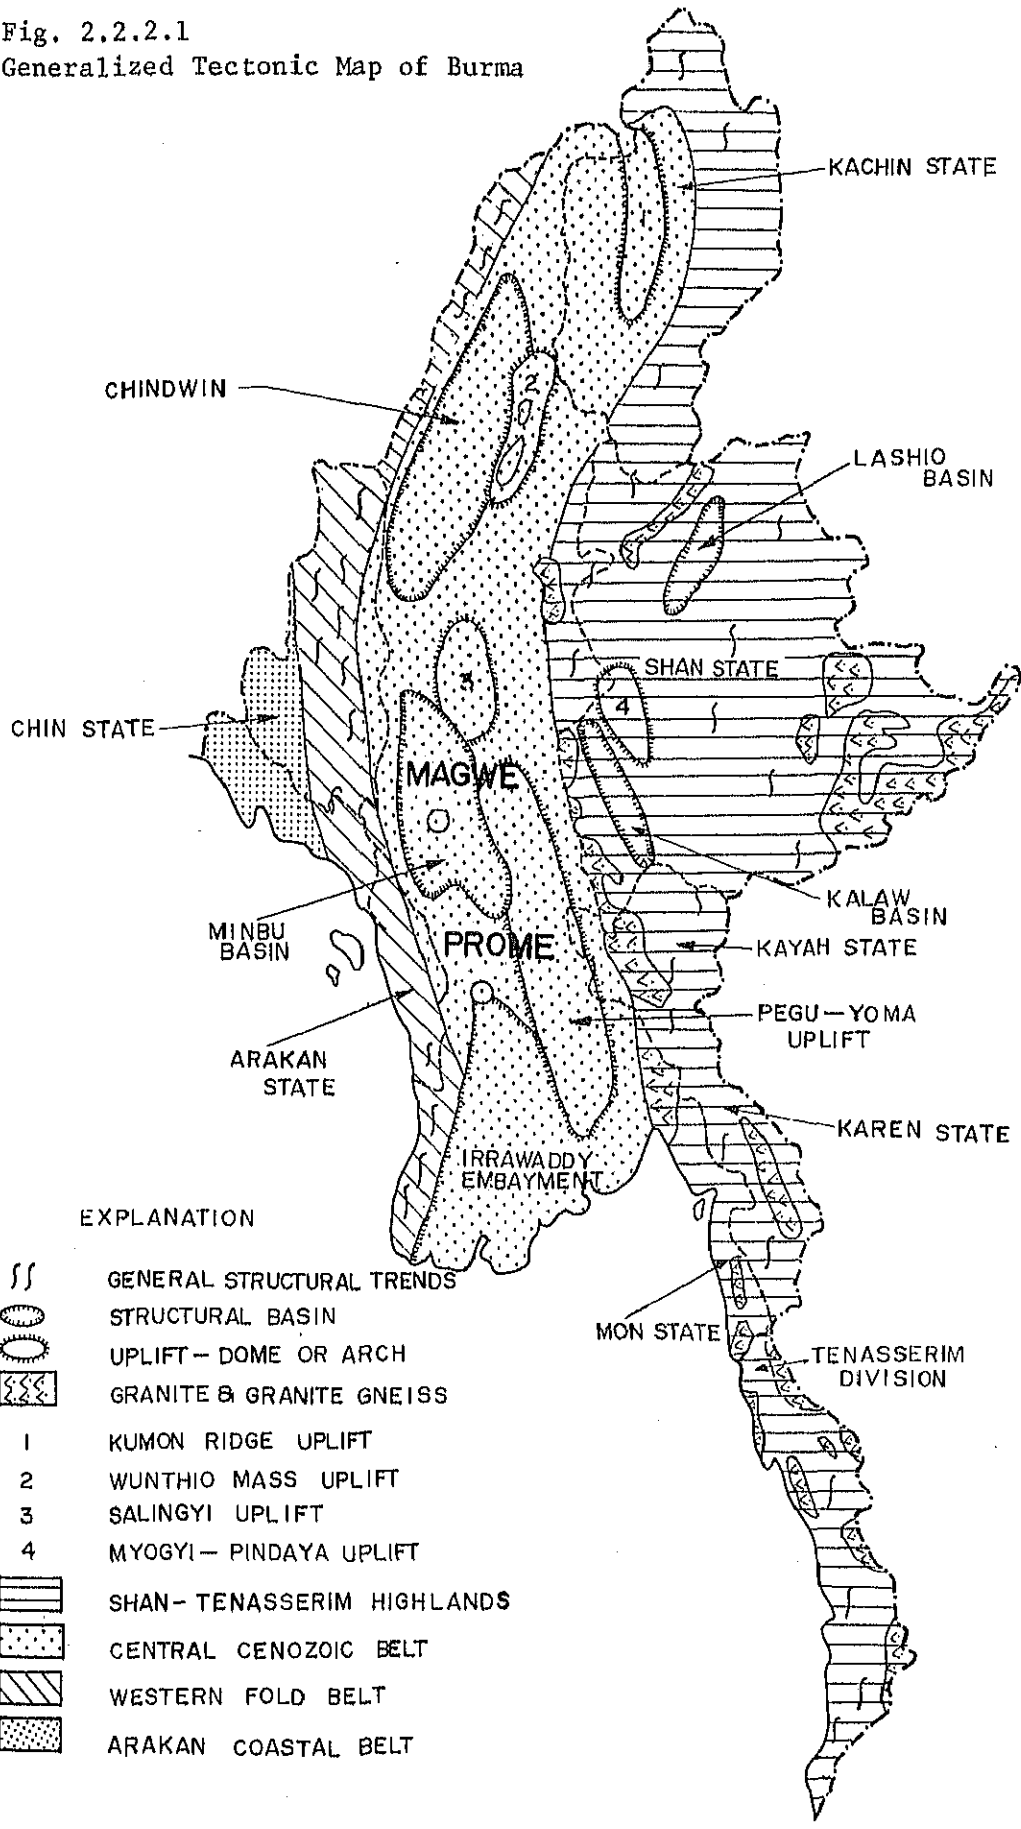 Fig. 2.2.2.1
Generalized Tectonic Map of Burma
KACHIN STATE
1
CHINDWIN
2
LASHIO
BASIN
SHAN STATE
3
4
CHIN STATE
MAGWE
MINBU
BASIN
PROME
KALAW
BASIN
KAYAH STATE
PEGU-YOMA
UPLIFT
ARAKAN
STATE
KAREN STATE
IRRAWADDY
EMBAYMENT
MON STATE
TENASSERIM
DIVISION
EXPLANATION
GENERAL STRUCTURAL TRENDS
STRUCTURAL BASIN
UPLIFT-DOME OR ARCH
GRANITE & GRANITE GNEISS
1 KUMON RIDGE UPLIFT
2 WUNTHIO MASS UPLIFT
3 SALINGYI UPLIFT
4 MYOGYI-PINDAYA UPLIFT
SHAN-TENASSERIM HIGHLANDS
CENTRAL CENOZOIC BELT
WESTERN FOLD BELT
ARAKAN COASTAL BELT